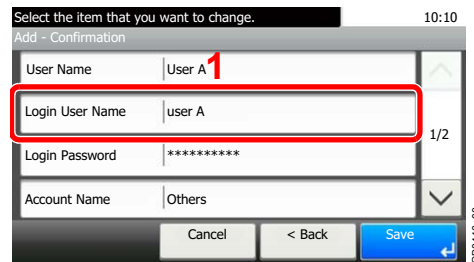 Select the item that you want to change. 10:10
Add - Confirmation
User Name User A 1
Login User Name user A
1/2
Login Password **********
Account Name Others
Cancel < Back Save